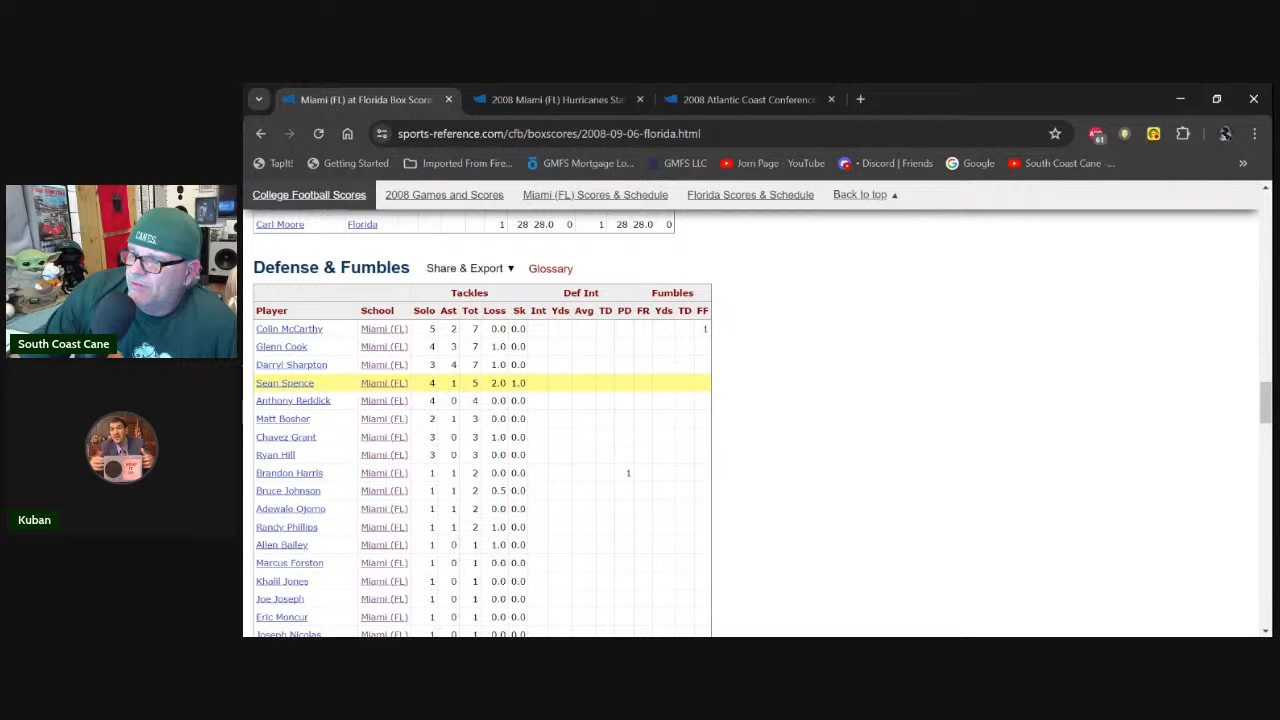 Miami (FL) at Florida Box Score
2008 Miami (FL) Hurricanes Sta
2008 Atlantic Coast Conference
sports-reference.com/cfb/boxscores/2008-09-06-florida.html
61
TapIt!
Getting Started
Imported From Fire...
GMFS Mortgage Lo...
GMFS LLC
Jorn Page - YouTube
• Discord | Friends
Google
South Coast Cane -...
»
College Football Scores
2008 Games and Scores
Miami (FL) Scores & Schedule
Florida Scores & Schedule
Back to top ▲
Carl Moore Florida 1 28 28.0 0 1 28 28.0 0
Defense & Fumbles Share & Export ▼ Glossary
Tackles Def Int Fumbles
Player School Solo Ast Tot Loss Sk Int Yds Avg TD PD FR Yds TD FF
Colin McCarthy Miami (FL) 5 2 7 0.0 0.0 1
Glenn Cook Miami (FL) 4 3 7 1.0 0.0
Darryl Sharpton Miami (FL) 3 4 7 1.0 0.0
Sean Spence Miami (FL) 4 1 5 2.0 1.0
Anthony Reddick Miami (FL) 4 0 4 0.0 0.0
Matt Bosher Miami (FL) 2 1 3 0.0 0.0
Chavez Grant Miami (FL) 3 0 3 1.0 0.0
Ryan Hill Miami (FL) 3 0 3 0.0 0.0
Brandon Harris Miami (FL) 1 1 2 0.0 0.0 1
Bruce Johnson Miami (FL) 1 1 2 0.5 0.0
Adewale Ojomo Miami (FL) 1 1 2 0.0 0.0
Randy Phillips Miami (FL) 1 1 2 1.0 0.0
Allen Bailey Miami (FL) 1 0 1 1.0 0.0
Marcus Forston Miami (FL) 1 0 1 0.0 0.0
Khalil Jones Miami (FL) 1 0 1 0.0 0.0
Joe Joseph Miami (FL) 1 0 1 0.0 0.0
Eric Moncur Miami (FL) 1 0 1 0.0 0.0
Joseph Nicolas Miami (FL) 1 0 1 0.0 0.0
CANES
South Coast Cane
Kuban